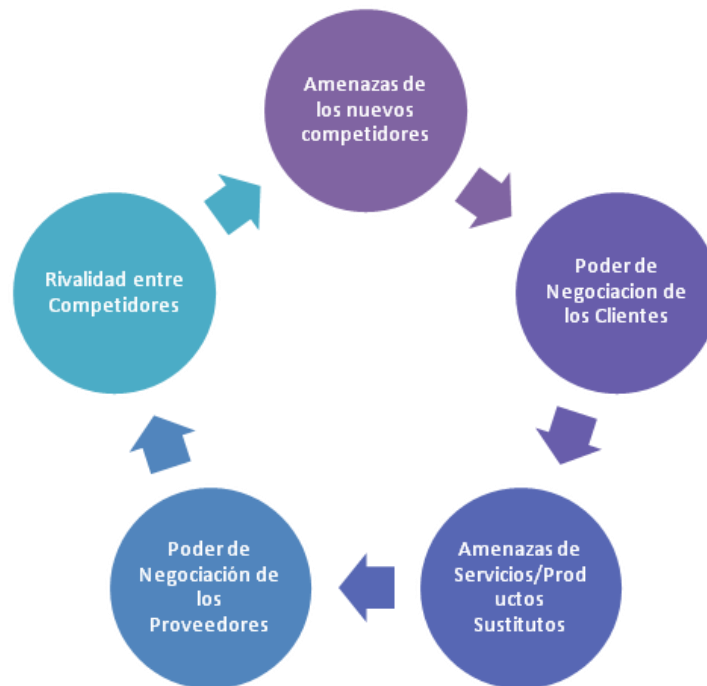 Amenazas de
los nuevos
competidores
Poder de
Negociacion de
los Clientes
Amenazas de
Servicios/Prod
uctos
Sustitutos
Poder de
Negociación de
los
Proveedores
Rivalidad entre
Competidores